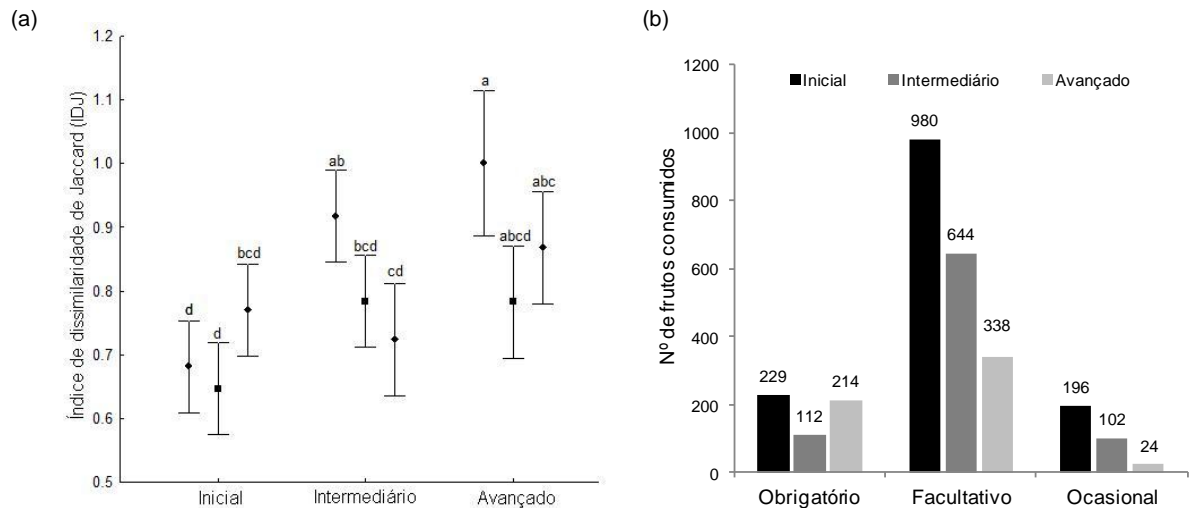 (a)
1.2
1.1
1.0
0.9
0.8
0.7
0.6
0.5
Índice de dissimilaridade de Jaccard (IDJ)
d
d
bcd
ab
bcd
cd
a
abcd
abc
Inicial
Intermediário
Avançado
(b)
1200
1000
800
600
400
200
0
Nº de frutos consumidos
Inicial
Intermediário
Avançado
229
112
214
980
644
338
196
102
24
Obrigatório
Facultativo
Ocasional